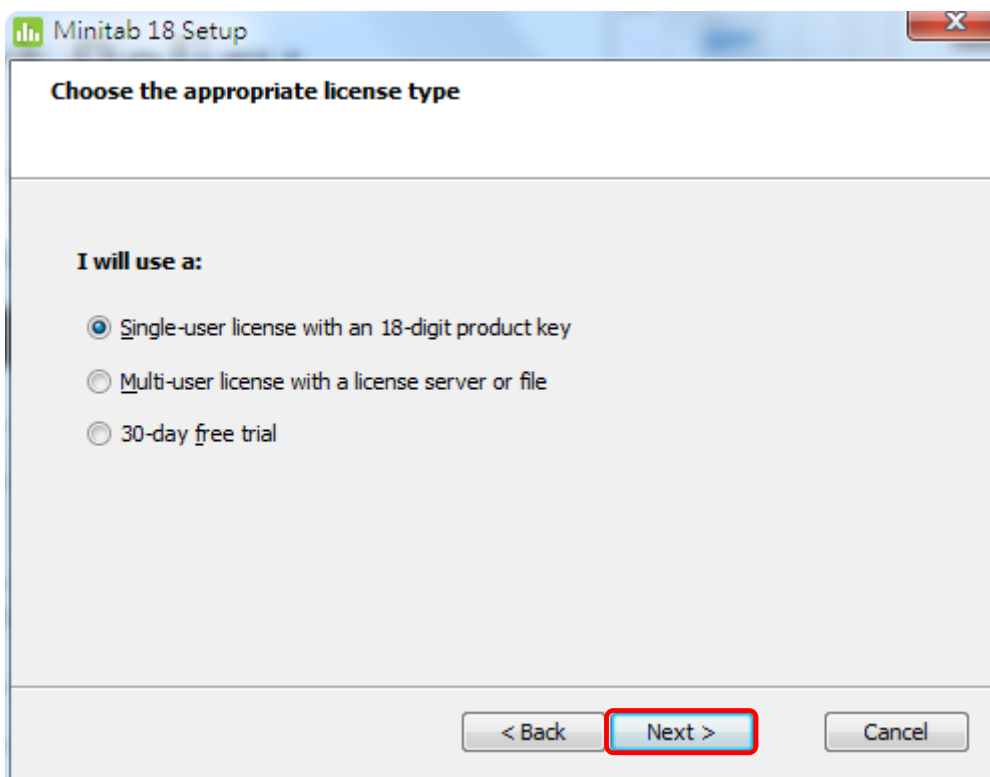 Minitab 18 Setup
Choose the appropriate license type
I will use a:
Single-user license with an 18-digit product key
Multi-user license with a license server or file
30-day free trial
< Back Next > Cancel